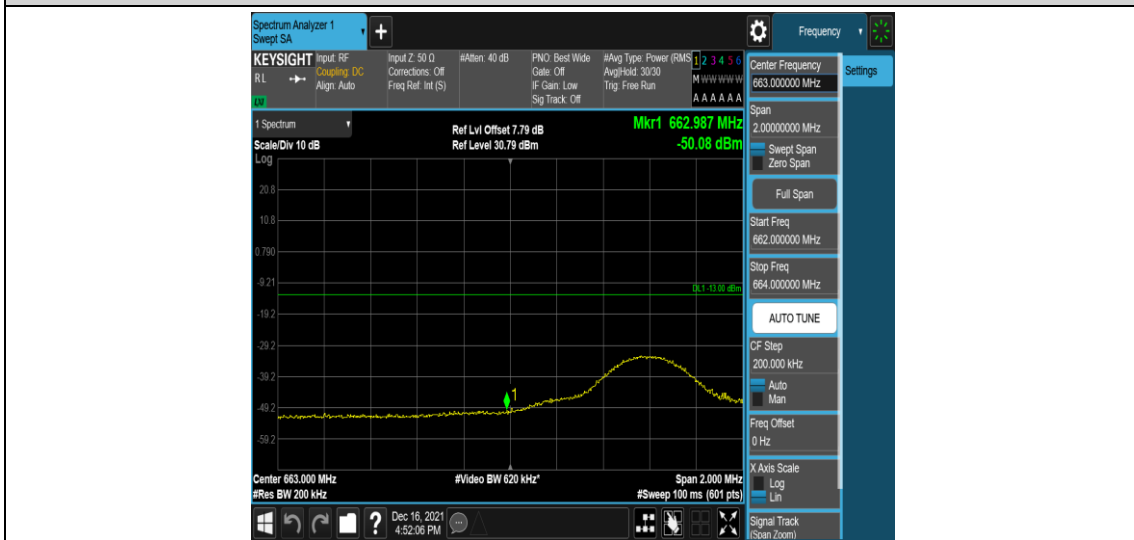 Spectrum Analyzer 1
Swept SA
+
Frequency
KEYSIGHT
RL
LXI
Input: RF
Coupling: DC
Align: Auto
Input Z: 50 Ω
Corrections: Off
Freq Ref: Int (S)
#Atten: 40 dB
PNO: Best Wide
Gate: Off
IF Gain: Low
Sig Track: Off
#Avg Type: Power (RMS
Avg|Hold: 30/30
Trig: Free Run
1 2 3 4 5 6
M W W W W W
A A A A A A
1 Spectrum
Scale/Div 10 dB
Ref Lvl Offset 7.79 dB
Ref Level 30.79 dBm
Mkr1 662.987 MHz
-50.08 dBm
Log
20.8
10.8
0.790
-9.21
-19.2
-29.2
-39.2
-49.2
-59.2
DL1 -13.00 dBm
1
Center 663.000 MHz
#Res BW 200 kHz
#Video BW 620 kHz*
Span 2.000 MHz
#Sweep 100 ms (601 pts)
Center Frequency
663.000000 MHz
Settings
Span
2.00000000 MHz
Swept Span
Zero Span
Full Span
Start Freq
662.000000 MHz
Stop Freq
664.000000 MHz
AUTO TUNE
CF Step
200.000 kHz
Auto
Man
Freq Offset
0 Hz
X Axis Scale
Log
Lin
Signal Track
(Span Zoom)
?
Dec 16, 2021
4:52:06 PM